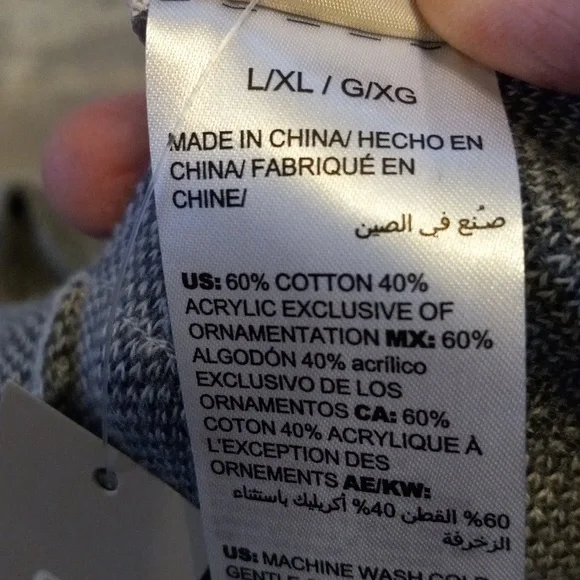 L/XL / G/XG
MADE IN CHINA/ HECHO EN
CHINA/ FABRIQUÉ EN
CHINE/
صُنع في الصين
US: 60% COTTON 40%
ACRYLIC EXCLUSIVE OF
ORNAMENTATION MX: 60%
ALGODÓN 40% acrílico
EXCLUSIVO DE LOS
ORNAMENTOS CA: 60%
COTON 40% ACRYLIQUE À
L'EXCEPTION DES
ORNEMENTS AE/KW:
60% القطن 40% أكريليك باستثناء
الزخرفة
US: MACHINE WASH COLD
GENTLE